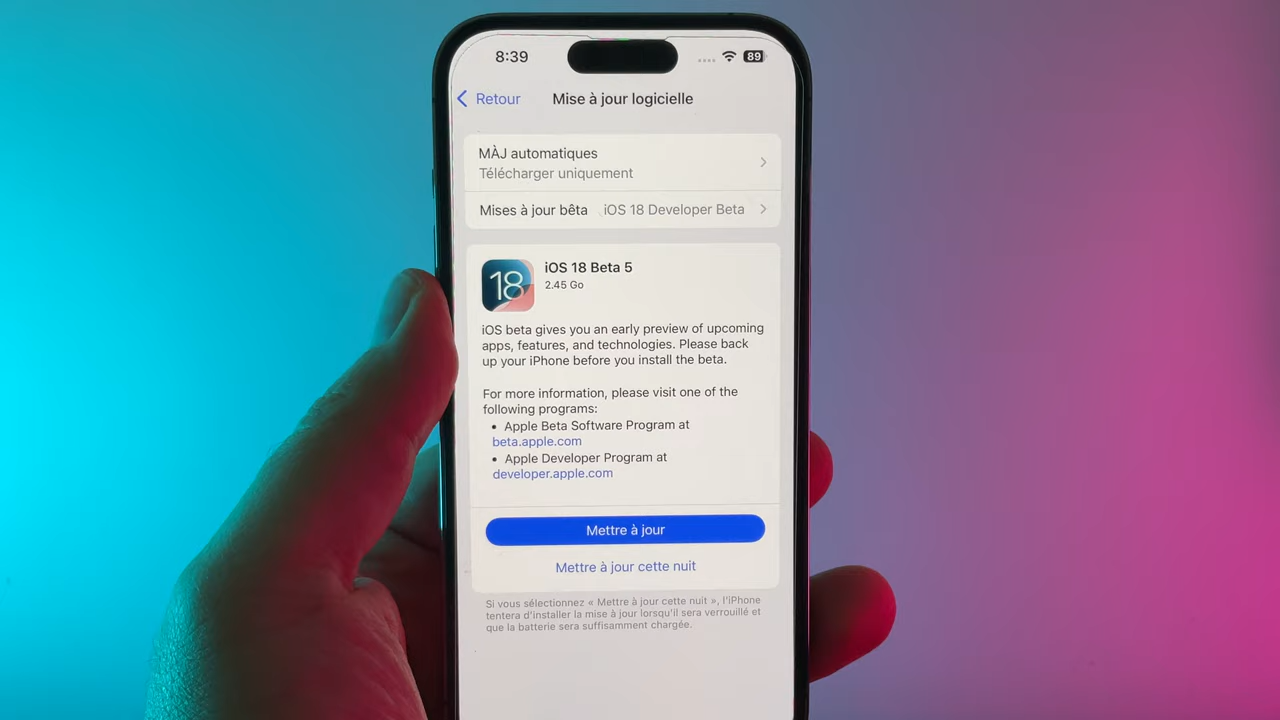 8:39
89
Retour
Mise à jour logicielle
MÀJ automatiques
Télécharger uniquement
Mises à jour bêta iOS 18 Developer Beta
18
iOS 18 Beta 5
2.45 Go
iOS beta gives you an early preview of upcoming
apps, features, and technologies. Please back
up your iPhone before you install the beta.
For more information, please visit one of the
following programs:
• Apple Beta Software Program at
beta.apple.com
• Apple Developer Program at
developer.apple.com
Mettre à jour
Mettre à jour cette nuit
Si vous sélectionnez « Mettre à jour cette nuit », l'iPhone
tentera d'installer la mise à jour lorsqu'il sera verrouillé et
que la batterie sera suffisamment chargée.